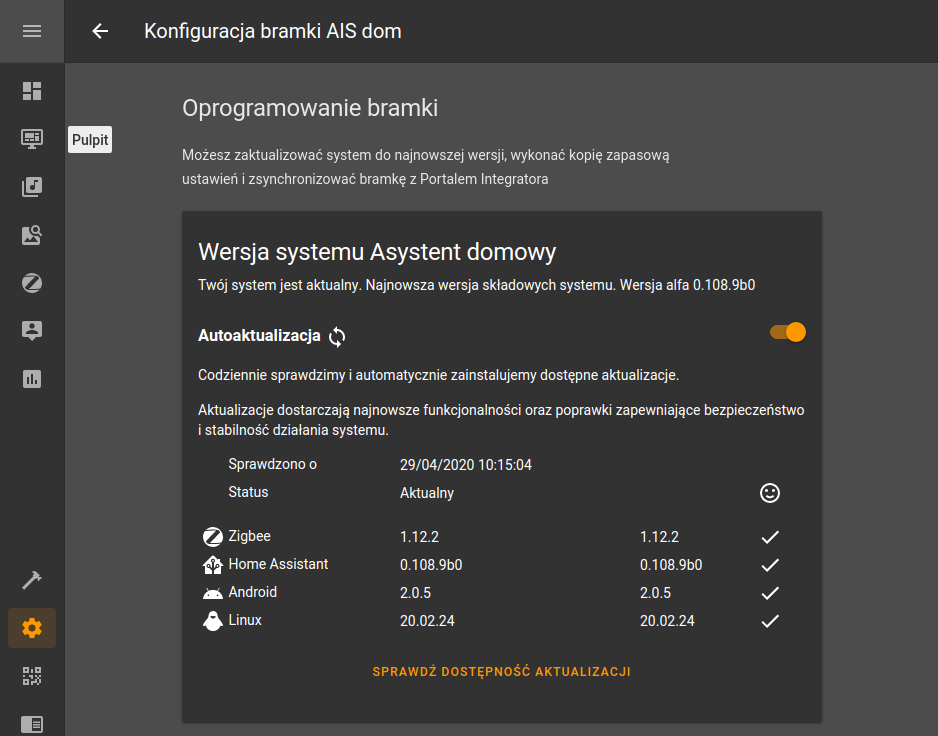 Konfiguracja bramki AIS dom
Oprogramowanie bramki
Pulpit
Możesz zaktualizować system do najnowszej wersji, wykonać kopię zapasową
ustawień i zsynchronizować bramkę z Portalem Integratora
Wersja systemu Asystent domowy
Twój system jest aktualny. Najnowsza wersja składowych systemu. Wersja alfa 0.108.9b0
Autoaktualizacja
Codziennie sprawdzimy i automatycznie zainstalujemy dostępne aktualizacje.
Aktualizacje dostarczają najnowsze funkcjonalności oraz poprawki zapewniające bezpieczeństwo
i stabilność działania systemu.
Sprawdzono o 29/04/2020 10:15:04
Status Aktualny
Zigbee 1.12.2 1.12.2
Home Assistant 0.108.9b0 0.108.9b0
Android 2.0.5 2.0.5
Linux 20.02.24 20.02.24
SPRAWDŹ DOSTĘPNOŚĆ AKTUALIZACJI